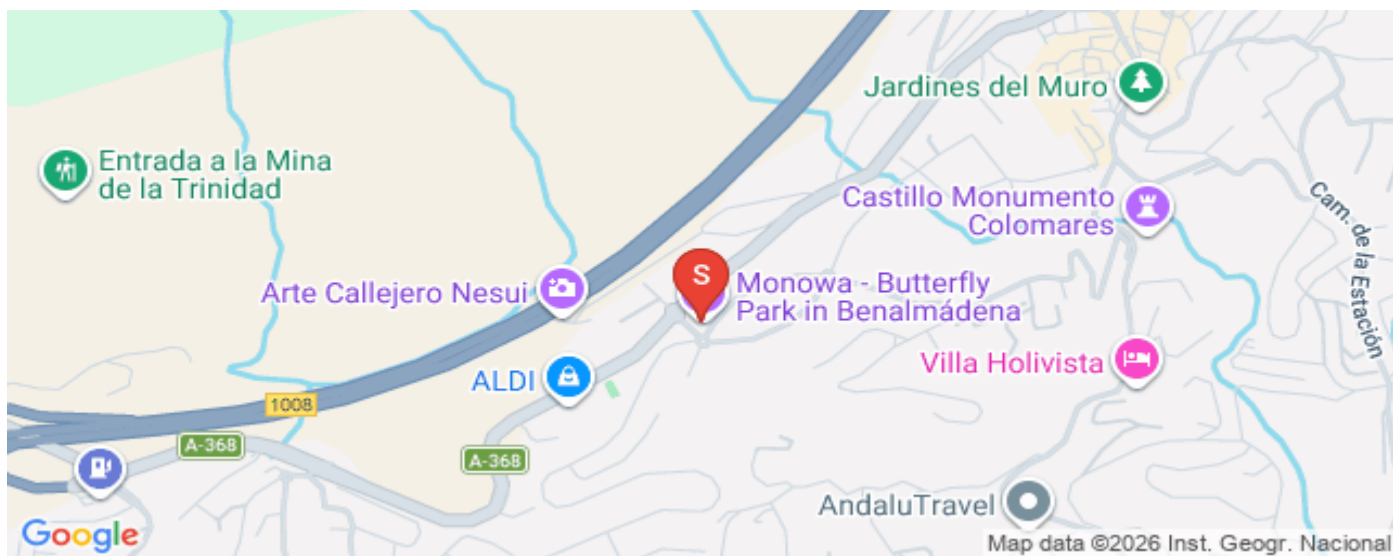 Jardines del Muro
Entrada a la Mina
de la Trinidad
Castillo Monumento
Colomares
Cam. de la Estación
S
Arte Callejero Nesui
Monowa - Butterfly
Park in Benalmádena
Villa Holivista
ALDI
1008
A-368
A-368
AndaluTravel
Google
Map data ©2026 Inst. Geogr. Nacional